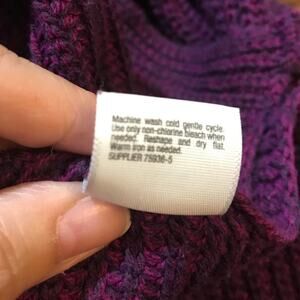 Machine wash cold gentle cycle.
Use only non-chlorine bleach when
needed. Reshape and dry flat.
Warm iron as needed.
SUPPLIER 75936-5